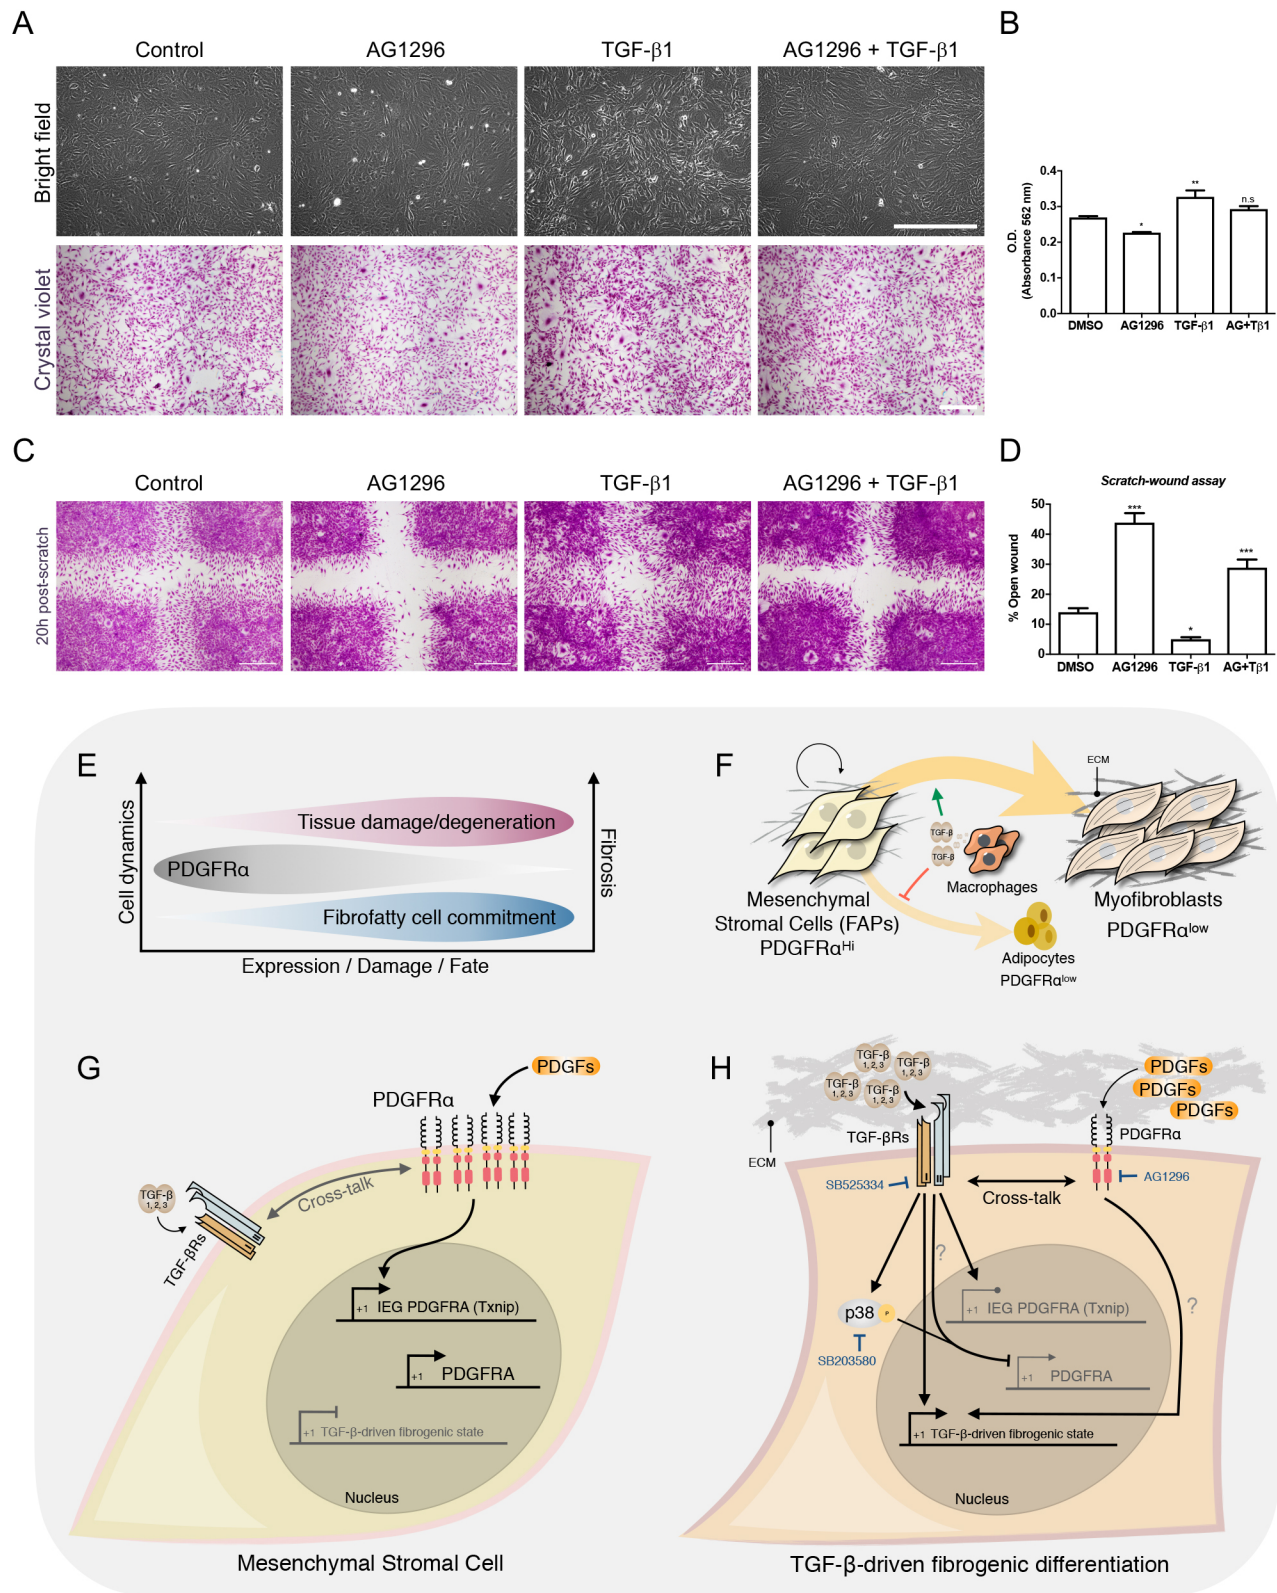 A
Control
AG1296
TGF-β1
AG1296 + TGF-β1
Bright field
Crystal violet
B
O.D.
(Absorbance 562 nm)
0.4
0.3
0.2
0.1
0.0
*
**
n.s
DMSO
AG1296
TGF-β1
AG+Tβ1
C
Control
AG1296
TGF-β1
AG1296 + TGF-β1
20h post-scratch
D
Scratch-wound assay
% Open wound
50
40
30
20
10
0
***
*
***
DMSO
AG1296
TGF-β1
AG+Tβ1
E
Cell dynamics
Fibrosis
Tissue damage/degeneration
PDGFRα
Fibrofatty cell commitment
Expression / Damage / Fate
F
ECM
TGF-β
TGF-β
Macrophages
Mesenchymal
Stromal Cells (FAPs)
PDGFRαHi
Myofibroblasts
PDGFRαlow
Adipocytes
PDGFRαlow
G
PDGFs
PDGFRα
TGF-β
1, 2, 3
TGF-βRs
Cross-talk
II
I
+1 IEG PDGFRA (Txnip)
+1 PDGFRA
+1 TGF-β-driven fibrogenic state
Nucleus
Mesenchymal Stromal Cell
H
TGF-β
1, 2, 3
TGF-β
1, 2, 3
TGF-β
1, 2, 3
TGF-β
1, 2, 3
PDGFs
PDGFs
PDGFs
TGF-βRs
PDGFRα
ECM
SB525334
I
II
Cross-talk
AG1296
?
?
p38
P
SB203580
+1 IEG PDGFRA (Txnip)
+1 PDGFRA
+1 TGF-β-driven fibrogenic state
Nucleus
TGF-β-driven fibrogenic differentiation